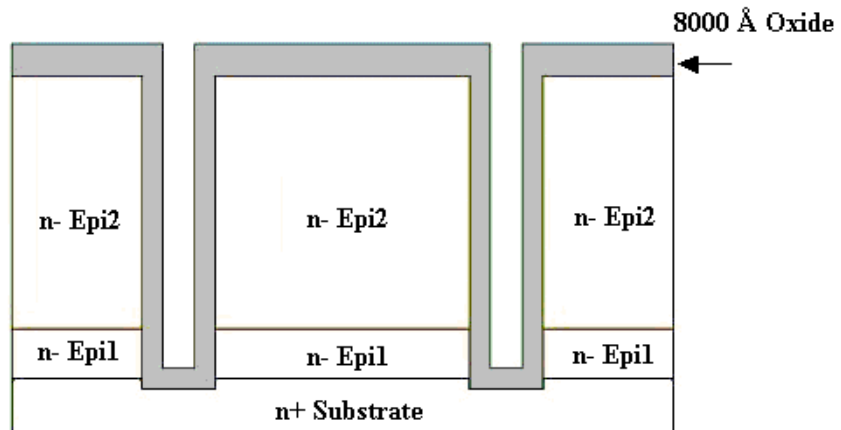 8000 Å Oxide
n- Epi2
n- Epi2
n- Epi2
n- Epi1
n- Epi1
n- Epi1
n+ Substrate